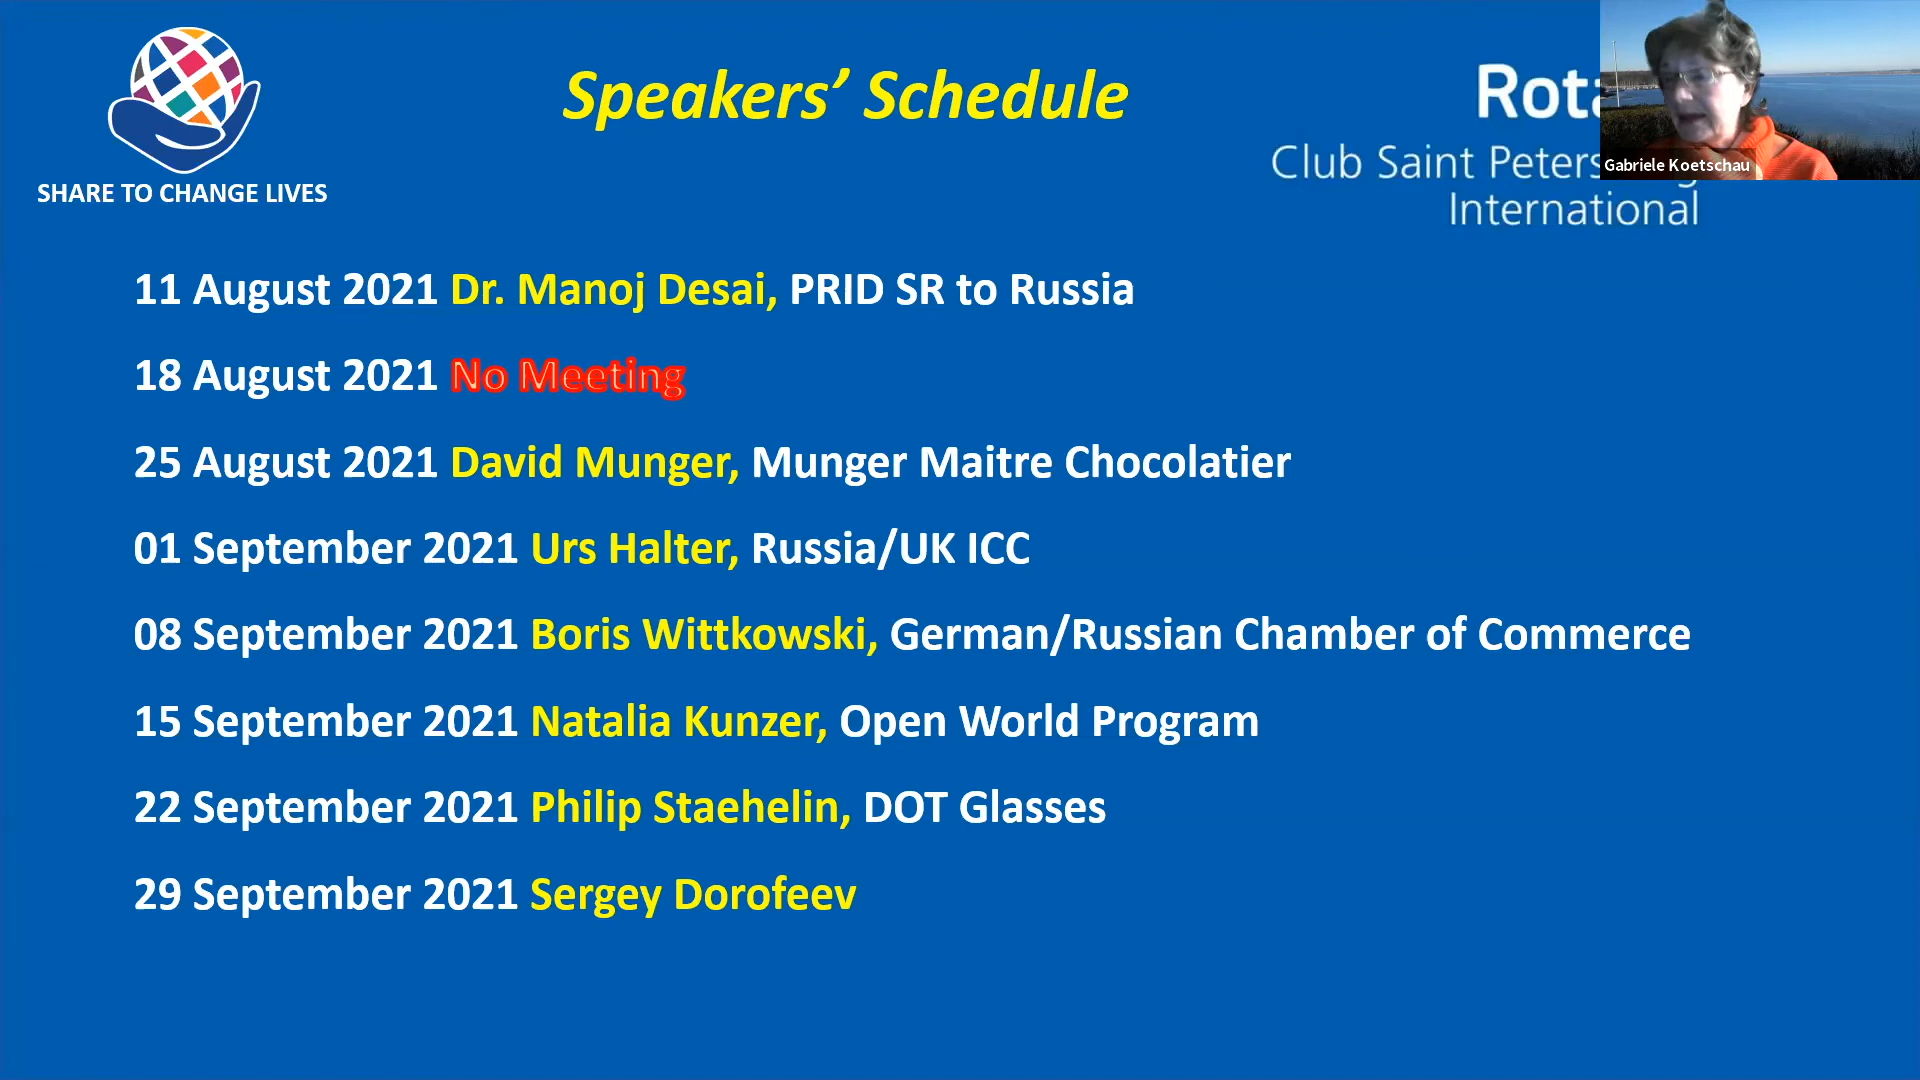 Speakers’ Schedule
SHARE TO CHANGE LIVES
Club Saint
International
Gabriele Koetschau
11 August 2021 Dr. Manoj Desai, PRID SR to Russia
18 August 2021 No Meeting
25 August 2021 David Munger, Munger Maitre Chocolatier
01 September 2021 Urs Halter, Russia/UK ICC
08 September 2021 Boris Wittkowski, German/Russian Chamber of Commerce
15 September 2021 Natalia Kunzer, Open World Program
22 September 2021 Philip Staehelin, DOT Glasses
29 September 2021 Sergey Dorofeev